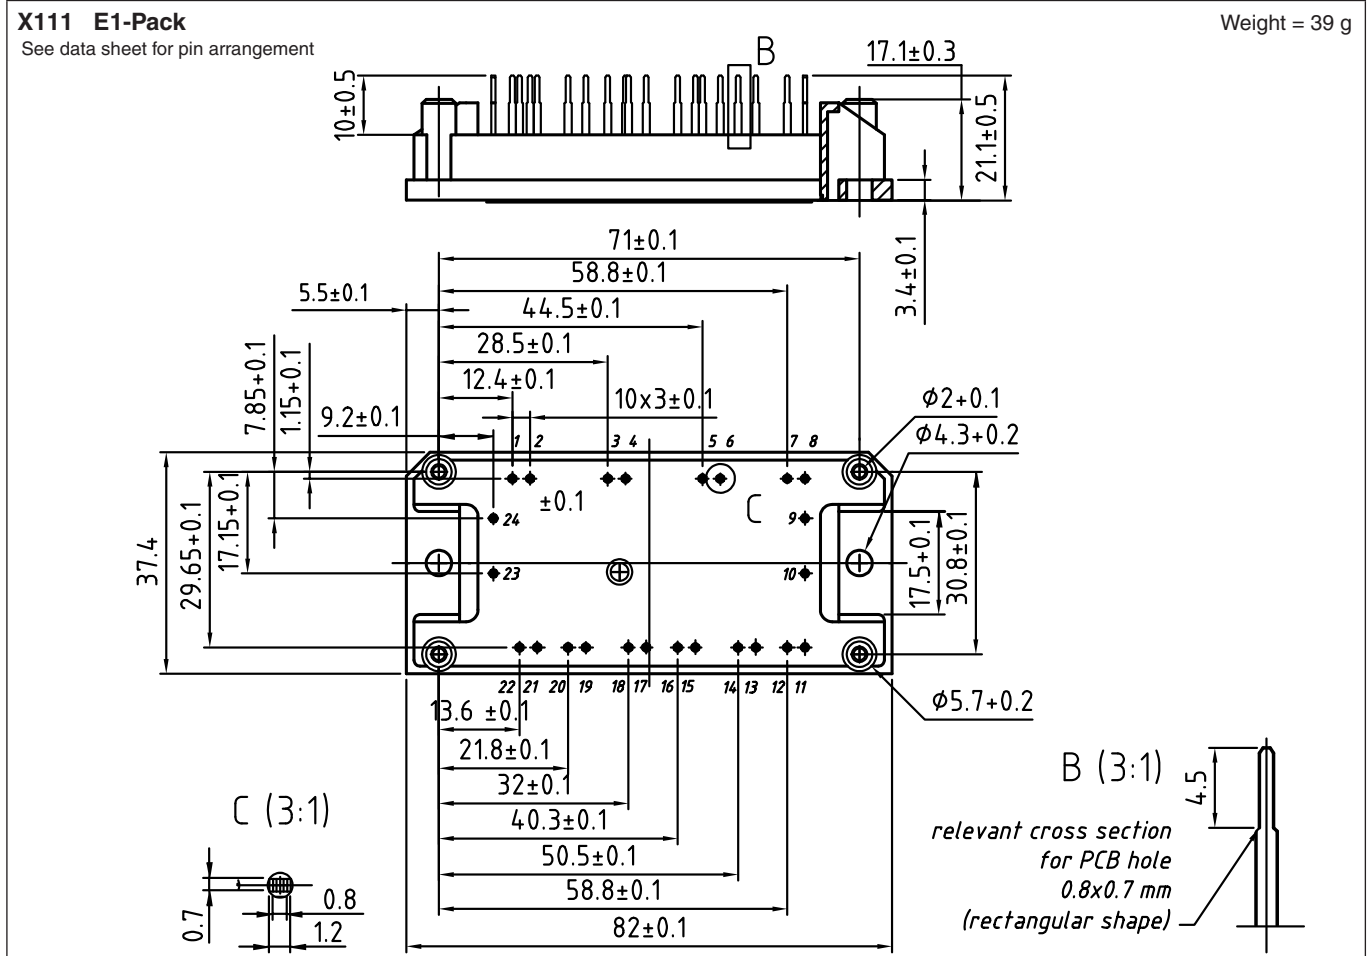 X111 E1-Pack
Weight = 39 g
See data sheet for pin arrangement
B
17.1±0.3
10±0.5
21.1±0.5
3.4±0.1
71±0.1
58.8±0.1
5.5±0.1
44.5±0.1
28.5±0.1
12.4±0.1
10x3±0.1
9.2±0.1
7.85+0.1
1.15+0.1
ϕ2+0.1
ϕ4.3+0.2
1 2 3 4 5 6 7 8
±0.1
C
24
9
23
10
37.4
29.65+0.1
17.15+0.1
17.5+0.1
30.8±0.1
22 21 20 19 18 17 16 15 14 13 12 11
ϕ5.7+0.2
13.6 ±0.1
21.8±0.1
32±0.1
40.3±0.1
50.5±0.1
58.8±0.1
82±0.1
C (3:1)
0.7
0.8
1.2
B (3:1)
4.5
relevant cross section
for PCB hole
0.8x0.7 mm
(rectangular shape)